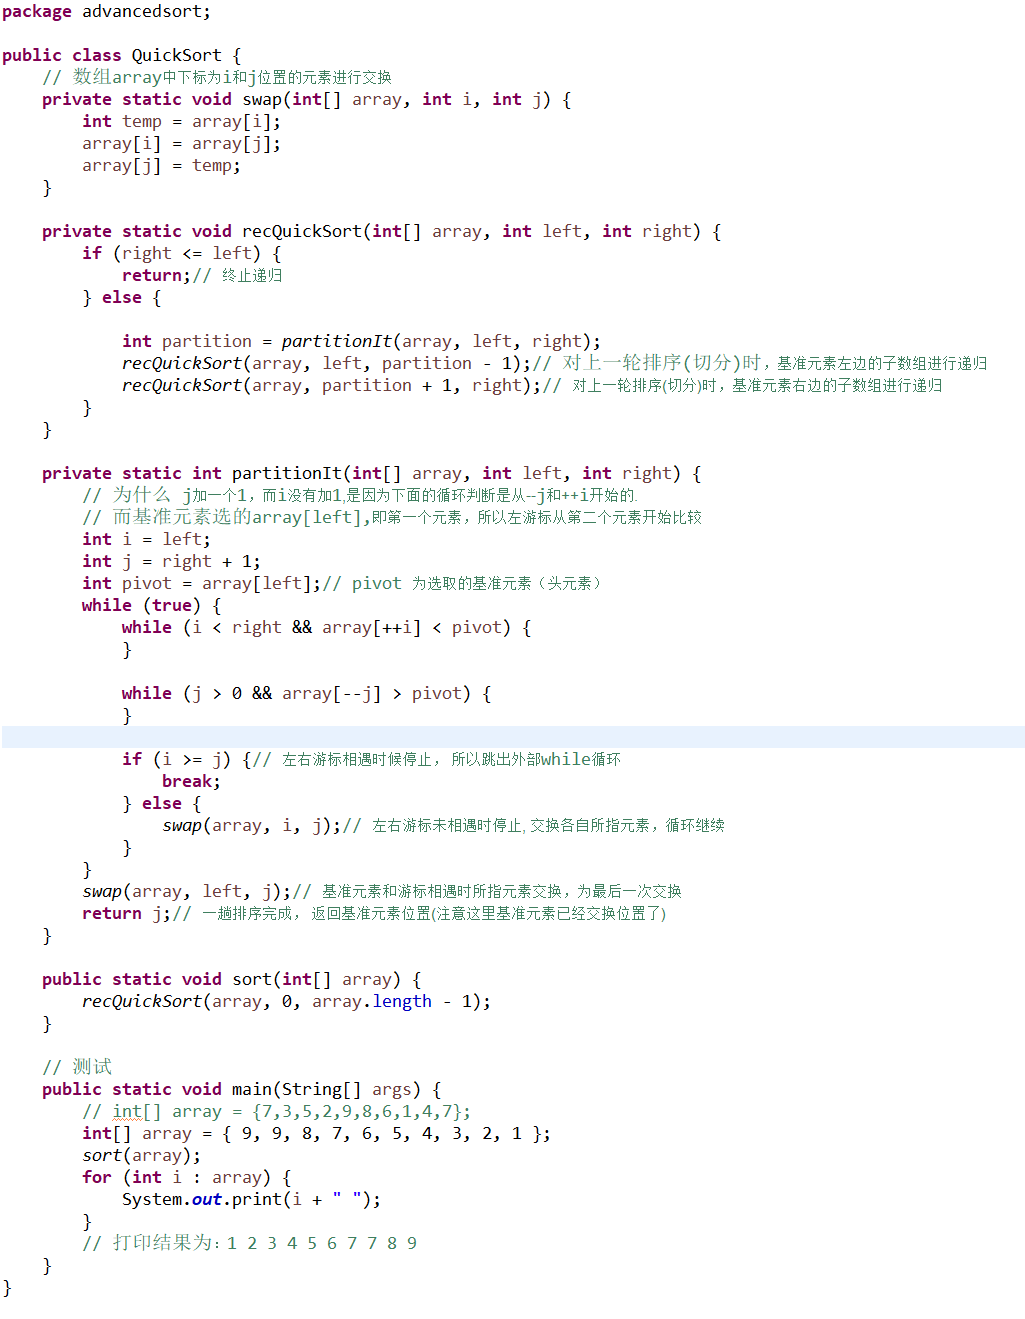 package advancedsort;

public class QuickSort {
    // 数组array中下标为i和j位置的元素进行交换
    private static void swap(int[] array, int i, int j) {
        int temp = array[i];
        array[i] = array[j];
        array[j] = temp;
    }

    private static void recQuickSort(int[] array, int left, int right) {
        if (right <= left) {
            return;// 终止递归
        } else {

            int partition = partitionIt(array, left, right);
            recQuickSort(array, left, partition - 1);// 对上一轮排序(切分)时，基准元素左边的子数组进行递归
            recQuickSort(array, partition + 1, right);// 对上一轮排序(切分)时，基准元素右边的子数组进行递归
        }
    }

    private static int partitionIt(int[] array, int left, int right) {
        // 为什么 j加一个1，而i没有加1,是因为下面的循环判断是从--j和++i开始的.
        // 而基准元素选的array[left],即第一个元素，所以左游标从第二个元素开始比较
        int i = left;
        int j = right + 1;
        int pivot = array[left];// pivot 为选取的基准元素（头元素）
        while (true) {
            while (i < right && array[++i] < pivot) {
            }

            while (j > 0 && array[--j] > pivot) {
            }

            if (i >= j) {// 左右游标相遇时候停止， 所以跳出外部while循环
                break;
            } else {
                swap(array, i, j);// 左右游标未相遇时停止, 交换各自所指元素，循环继续
            }
        }
        swap(array, left, j);// 基准元素和游标相遇时所指元素交换，为最后一次交换
        return j;// 一趟排序完成， 返回基准元素位置(注意这里基准元素已经交换位置了)
    }

    public static void sort(int[] array) {
        recQuickSort(array, 0, array.length - 1);
    }

    // 测试
    public static void main(String[] args) {
        // int[] array = {7,3,5,2,9,8,6,1,4,7};
        int[] array = { 9, 9, 8, 7, 6, 5, 4, 3, 2, 1 };
        sort(array);
        for (int i : array) {
            System.out.print(i + " ");
        }
        // 打印结果为：1 2 3 4 5 6 7 7 8 9
    }
}